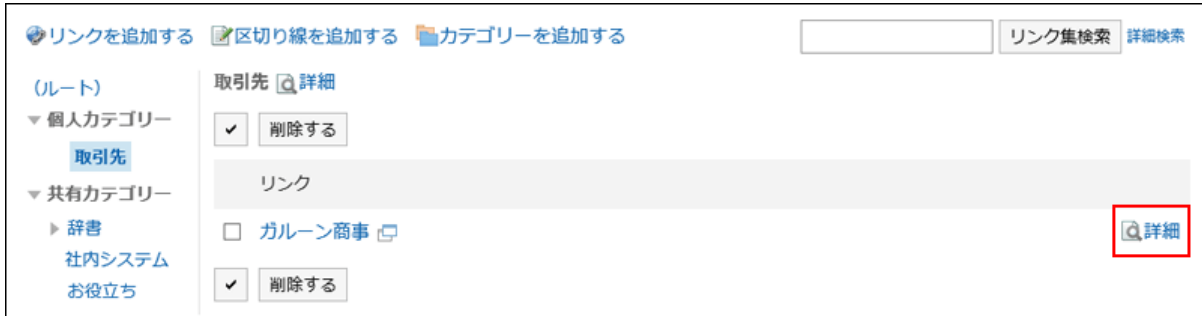 リンクを追加する 区切り線を追加する カテゴリーを追加する リンク集検索 詳細検索
(ルート)
個人カテゴリー
取引先
共有カテゴリー
辞書
社内システム
お役立ち
取引先 詳細
削除する
リンク
ガルーン商事 詳細
削除する